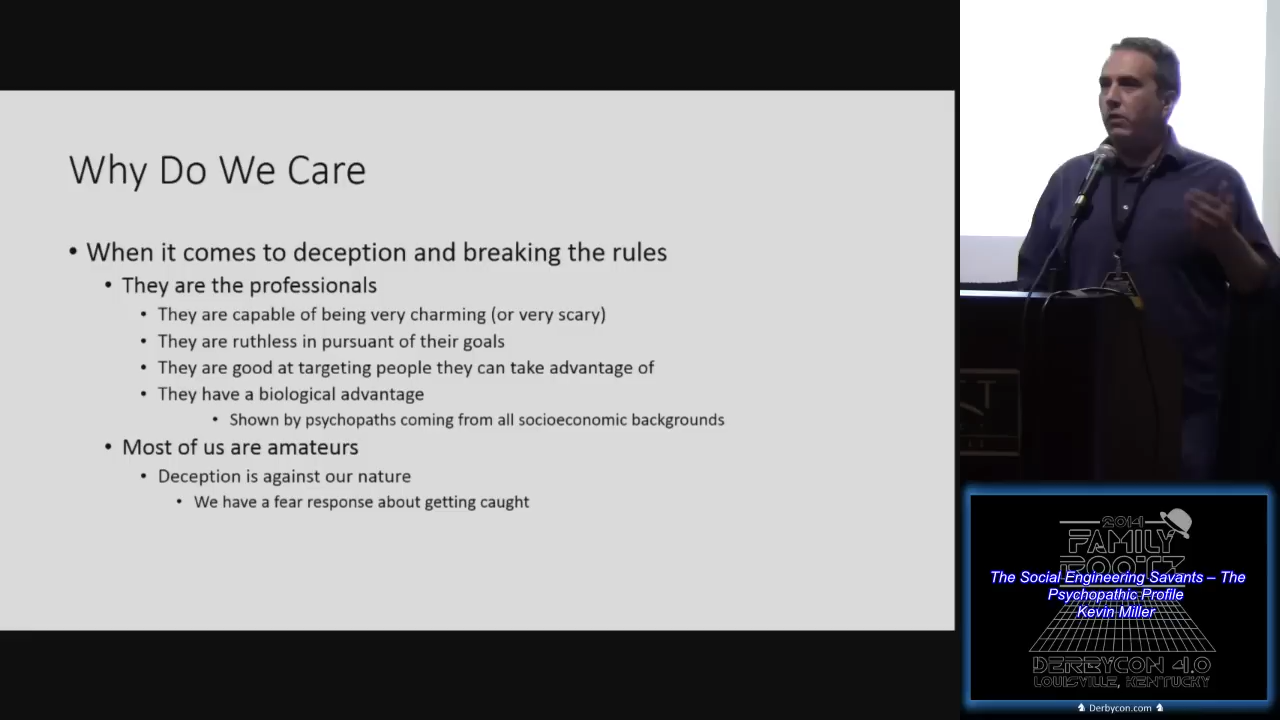 Why Do We Care
• When it comes to deception and breaking the rules
• They are the professionals
• They are capable of being very charming (or very scary)
• They are ruthless in pursuant of their goals
• They are good at targeting people they can take advantage of
• They have a biological advantage
• Shown by psychopaths coming from all socioeconomic backgrounds
• Most of us are amateurs
• Deception is against our nature
• We have a fear response about getting caught
2014
FAMILY
ROOTZ
The Social Engineering Savants – The
Psychopathic Profile
Kevin Miller
DERBYCON 4.0
LOUISVILLE, KENTUCKY
Derbycon.com